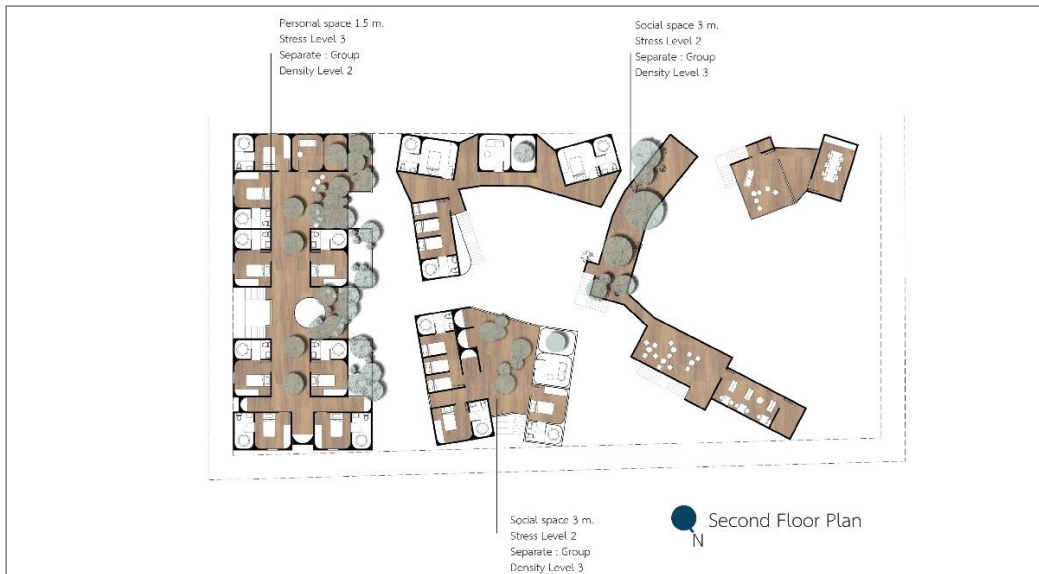 Personal space 1.5 m.
Stress Level 3
Separate : Group
Density Level 2
Social space 3 m.
Stress Level 2
Separate : Group
Density Level 3
Social space 3 m.
Stress Level 2
Separate : Group
Density Level 3
Second Floor Plan
N